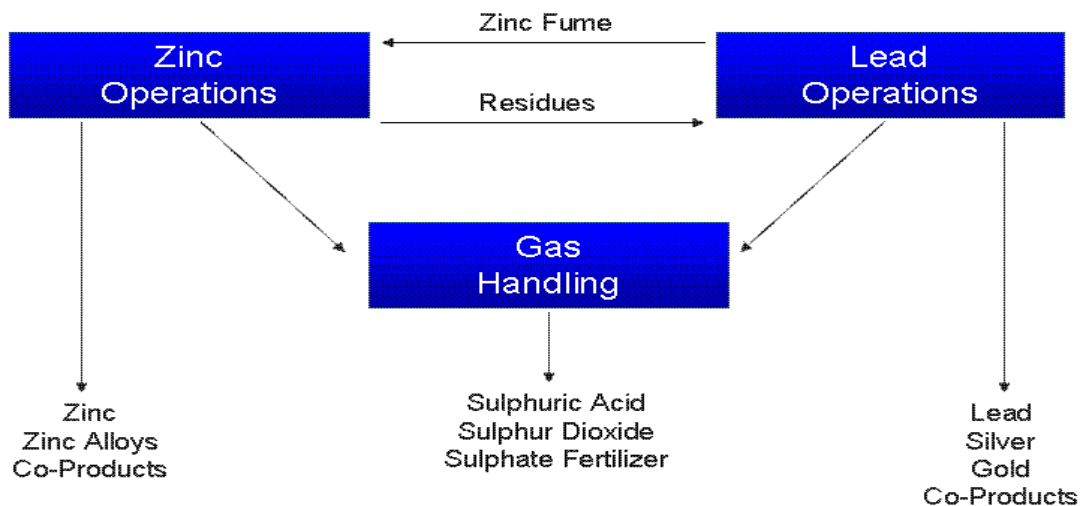 Zinc Fume
Zinc
Operations
Lead
Operations
Residues
Gas
Handling
Zinc
Zinc Alloys
Co-Products
Sulphuric Acid
Sulphur Dioxide
Sulphate Fertilizer
Lead
Silver
Gold
Co-Products